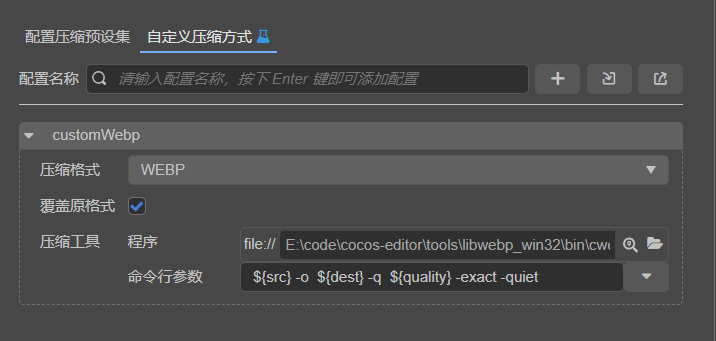 配置压缩预设集 自定义压缩方式
配置名称 请输入配置名称，按下 Enter 键即可添加配置
customWebp
压缩格式 WEBP
覆盖原格式
压缩工具 程序 file:// E:\code\cocos-editor\tools\libwebp_win32\bin\cwe
命令行参数 ${src} -o ${dest} -q ${quality} -exact -quiet